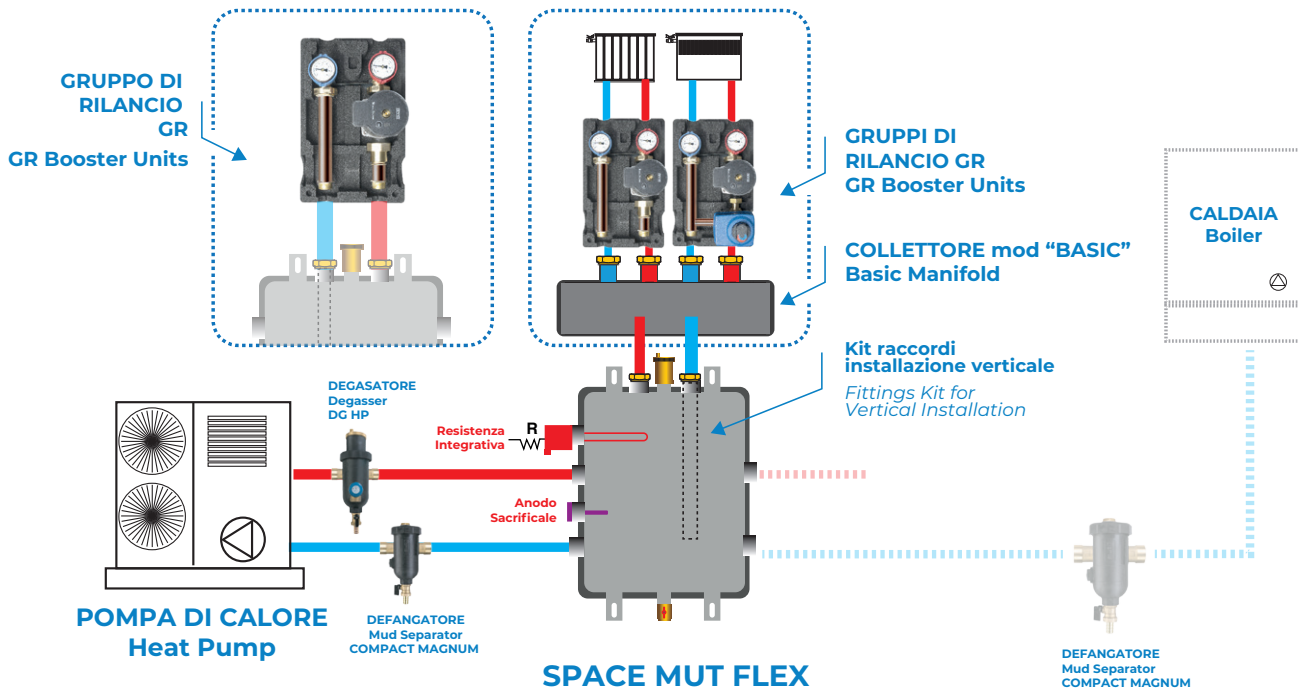 GRUPPO DI
RILANCIO
GR
GR Booster Units
GRUPPI DI
RILANCIO GR
GR Booster Units
COLLETTORE mod “BASIC”
Basic Manifold
CALDAIA
Boiler
Kit raccordi
installazione verticale
Fittings Kit for
Vertical Installation
DEGASATORE
Degasser
DG HP
Resistenza
Integrativa
R
Anodo
Sacrificale
POMPA DI CALORE
Heat Pump
DEFANGATORE
Mud Separator
COMPACT MAGNUM
SPACE MUT FLEX
DEFANGATORE
Mud Separator
COMPACT MAGNUM